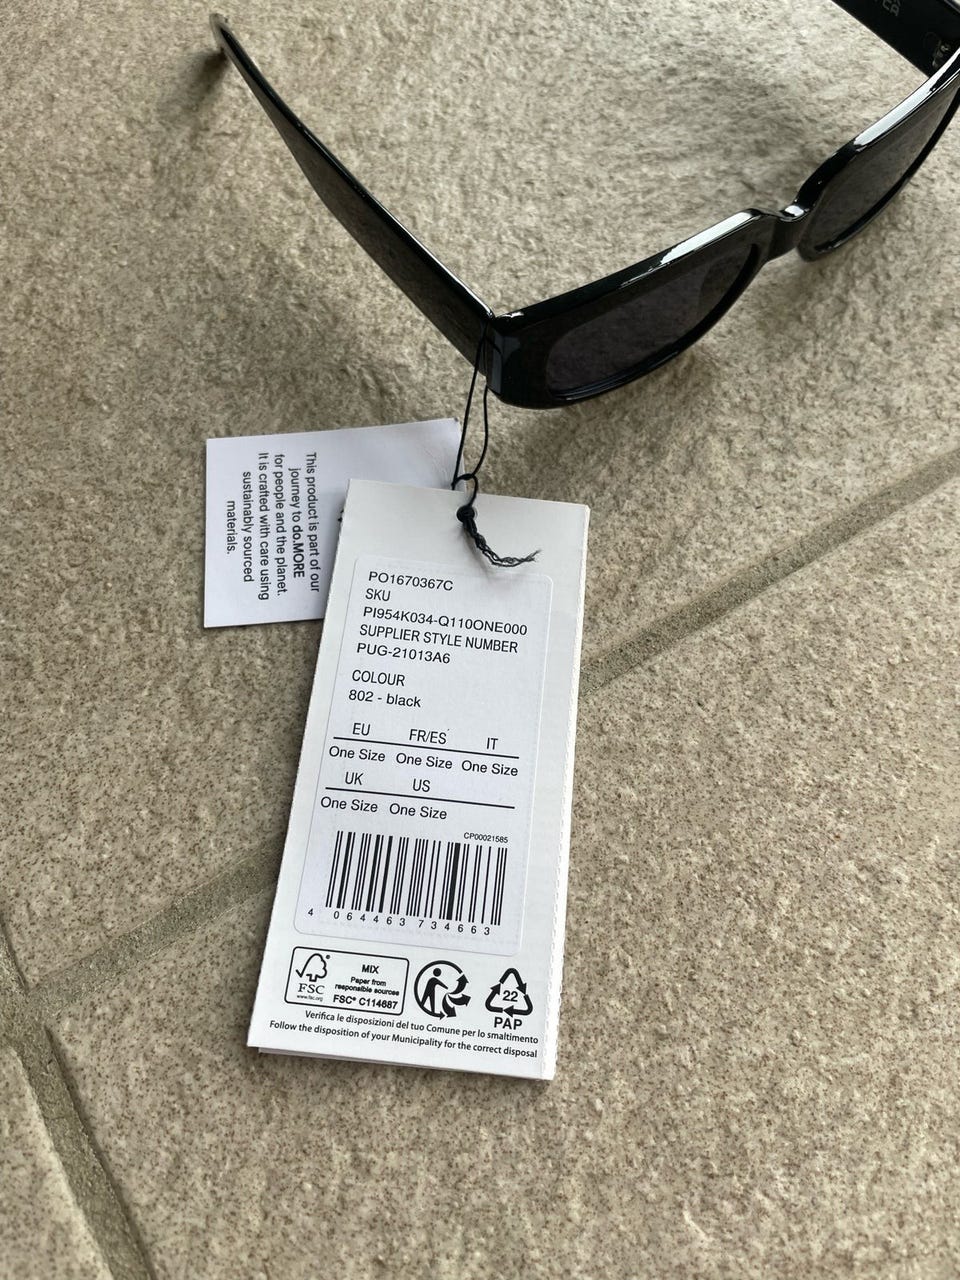 This product is part of our
journey to do.MORE
for people and the planet.
It is crafted with care using
sustainably sourced
materials.
PO1670367C
SKU
PI954K034-Q110ONE000
SUPPLIER STYLE NUMBER
PUG-21013A6
COLOUR
802 - black
EU FR/ES IT
One Size One Size One Size
UK US
One Size One Size
CP00021585
4 064463 734663
FSC®
www.fsc.org
MIX
Paper from
responsible sources
FSC® C114687
22
PAP
Verifica le disposizioni del tuo Comune per lo smaltimento
Follow the disposition of your Municipality for the correct disposal